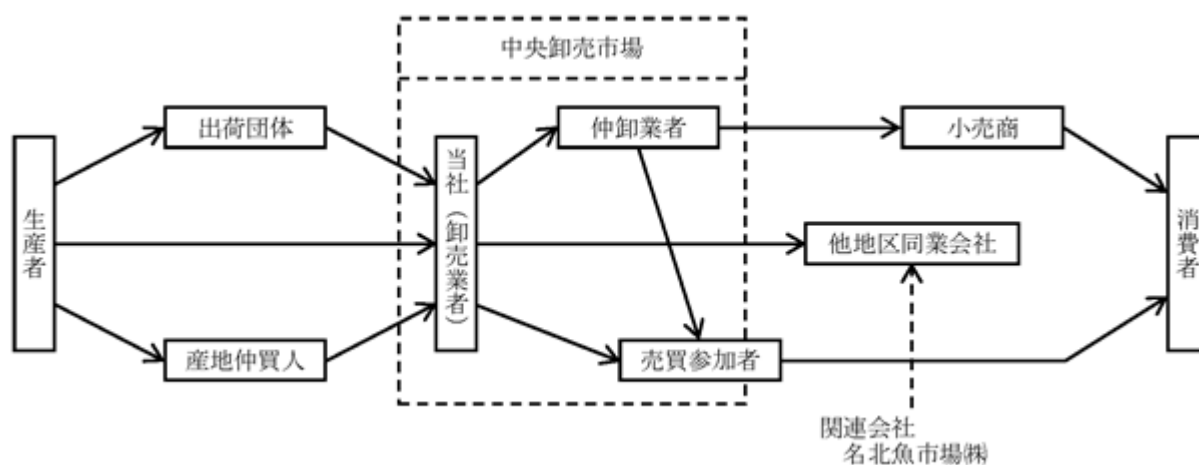 中央卸売市場
出荷団体
仲卸業者
小売商
生産者
当社（卸売業者）
他地区同業会社
消費者
産地仲買人
売買参加者
関連会社
名北魚市場㈱